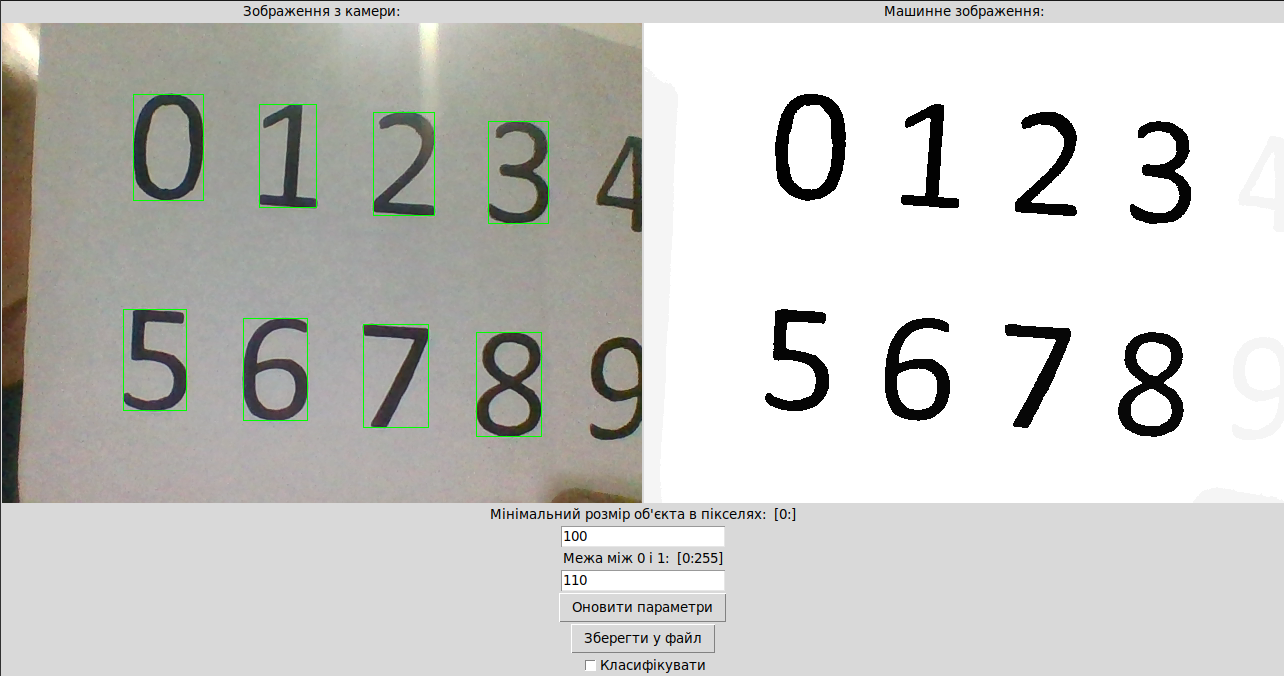 Зображення з камери:
Машинне зображення:
0 1 2 3 4
5 6 7 8 9
0 1 2 3 4
5 6 7 8 9
Мінімальний розмір об'єкта в пікселях: [0:]
100
Межа між 0 і 1: [0:255]
110
Оновити параметри
Зберегти у файл
Класифікувати